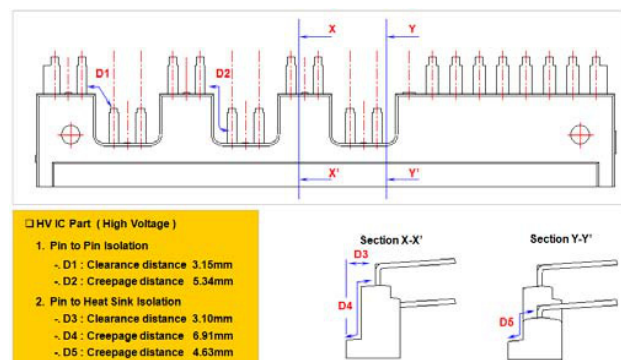 X
Y
D1
D2
X'
Y'
❑ HV IC Part ( High Voltage )
1. Pin to Pin Isolation
-. D1 : Clearance distance 3.15mm
-. D2 : Creepage distance 5.34mm
2. Pin to Heat Sink Isolation
-. D3 : Clearance distance 3.10mm
-. D4 : Creepage distance 6.91mm
-. D5 : Creepage distance 4.63mm
Section X-X'
D3
D4
Section Y-Y'
D5